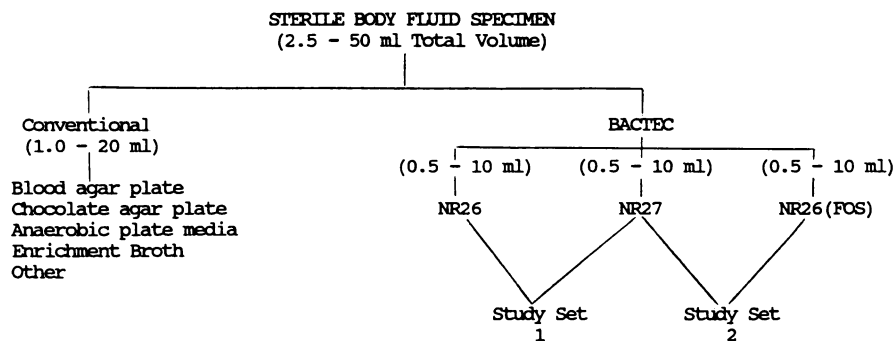 STERILE BODY FLUID SPECIMEN
(2.5 - 50 ml Total Volume)
Conventional
(1.0 - 20 ml)
Blood agar plate
Chocolate agar plate
Anaerobic plate media
Enrichment Broth
Other
BACTEC
(0.5 - 10 ml) (0.5 - 10 ml) (0.5 - 10 ml)
NR26 NR27 NR26(FOS)
Study Set Study Set
1 2